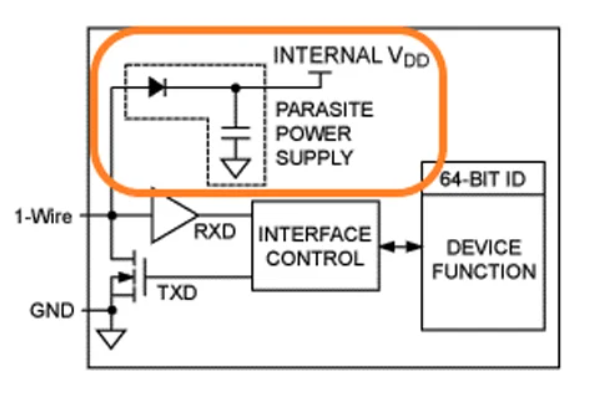 INTERNAL VDD
PARASITE
POWER
SUPPLY
64-BIT ID
1-Wire
RXD
INTERFACE
CONTROL
DEVICE
FUNCTION
TXD
GND